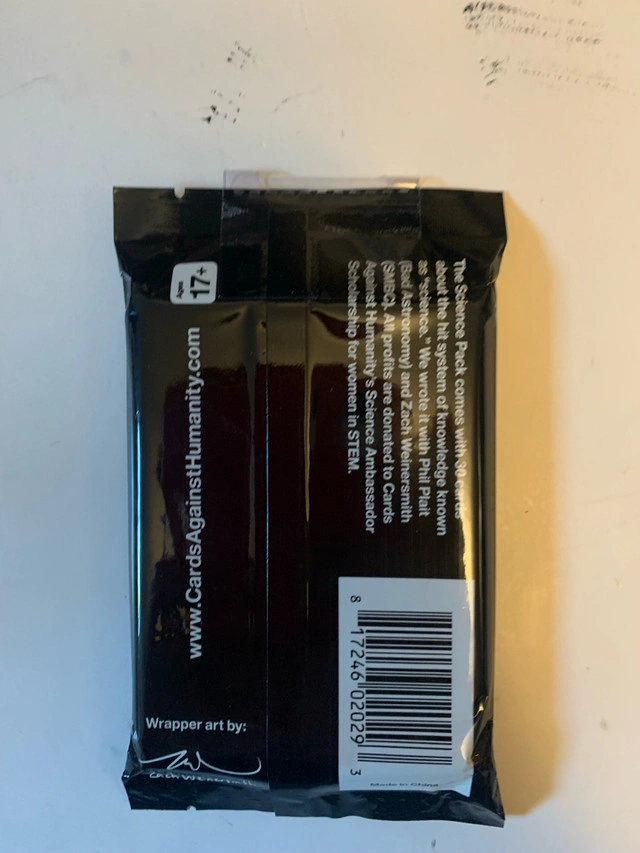 The Science Pack comes with 30 cards
about the hit system of knowledge known
as "science." We wrote it with Phil Plait
(Bad Astronomy) and Zach Weinersmith
(SMBC). All profits are donated to Cards
Against Humanity's Science Ambassador
Scholarship for women in STEM.
8 17246 02029 3
Made in China
Ages
17+
www.CardsAgainstHumanity.com
Wrapper art by:
Zach Weinersmith